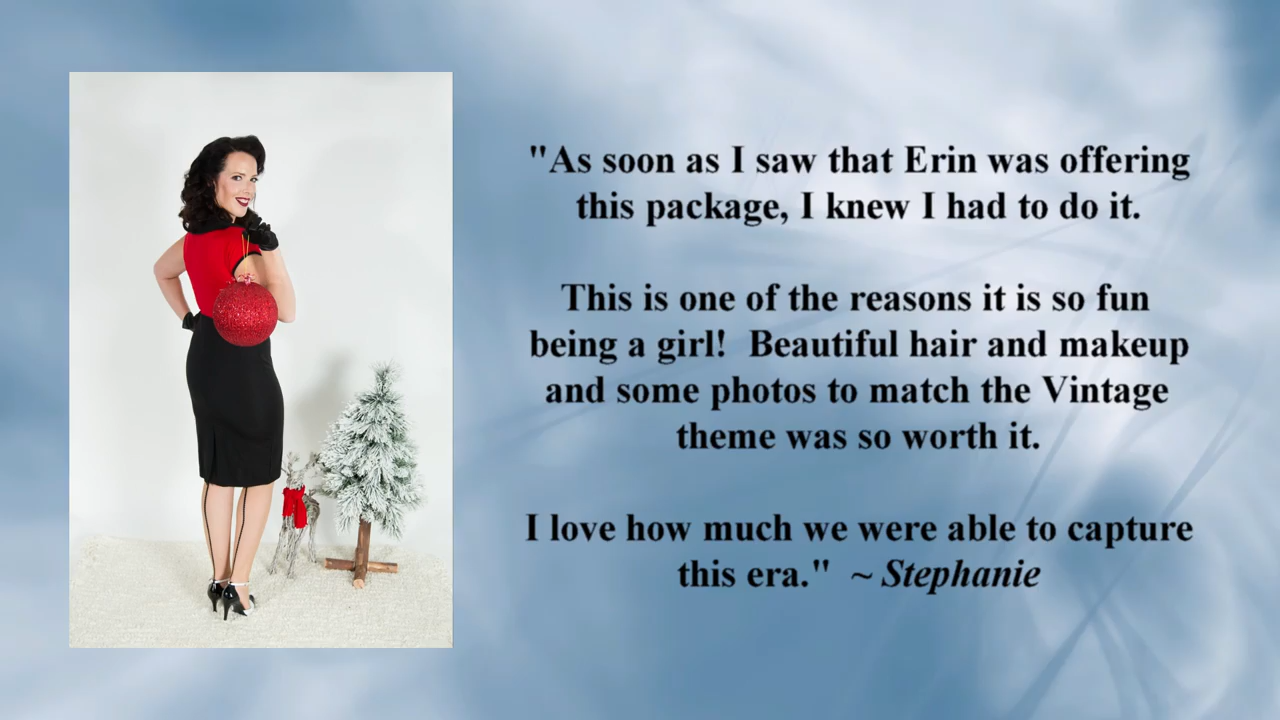 "As soon as I saw that Erin was offering
this package, I knew I had to do it.
This is one of the reasons it is so fun
being a girl!  Beautiful hair and makeup
and some photos to match the Vintage
theme was so worth it.
I love how much we were able to capture
this era."  ~ Stephanie